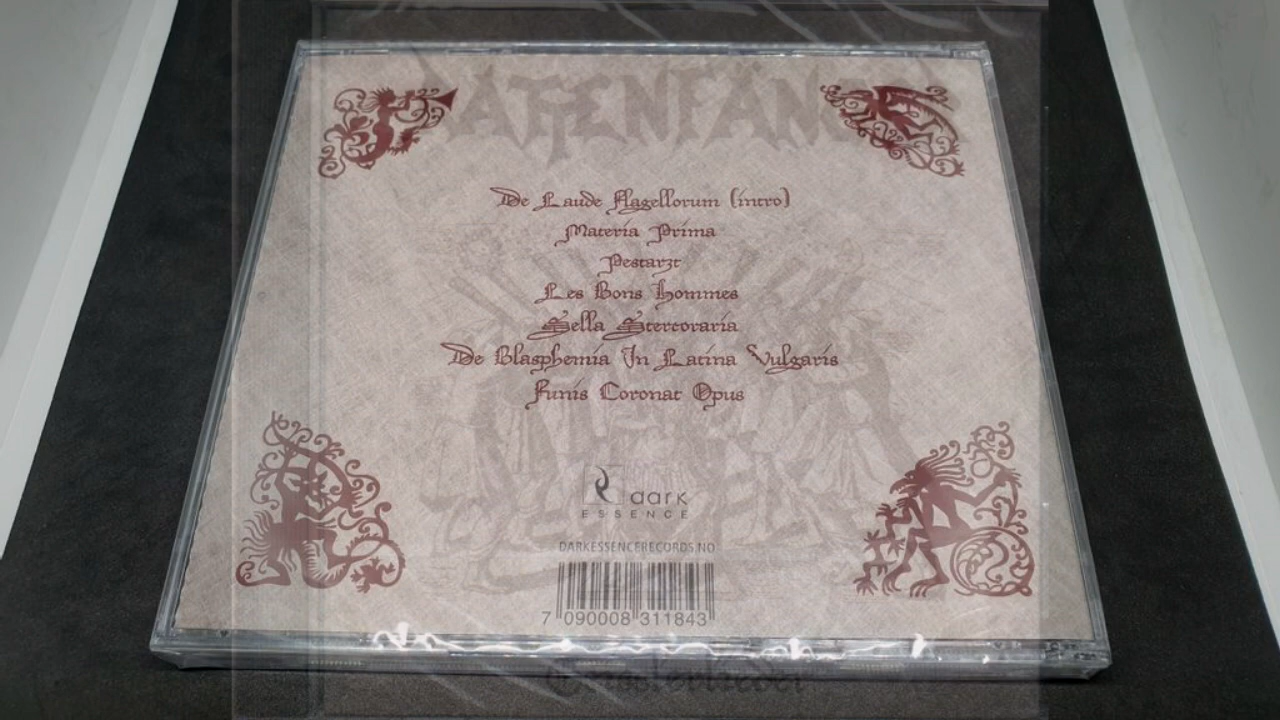 De Laude Flagellorum (intro)
Materia Prima
Pestarzt
Les Bons Hommes
Sella Stercoraria
De Blasphemia In Latina Vulgaris
Funis Coronat Opus
dark
ESSENCE
DARKESSENCERECORDS.NO
7 090008 311843